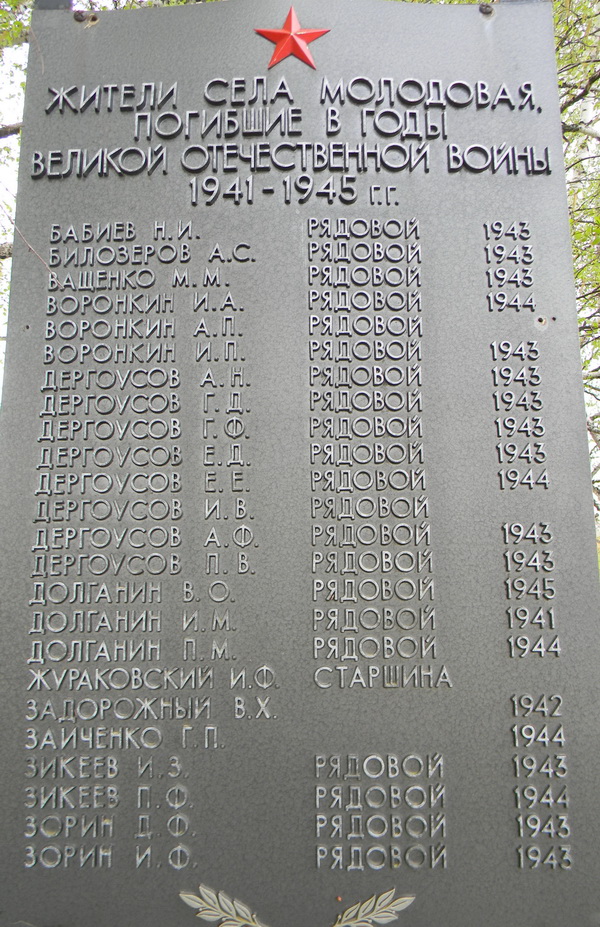 ЖИТЕЛИ СЕЛА МОЛОДОВАЯ,
ПОГИБШИЕ В ГОДЫ
ВЕЛИКОЙ ОТЕЧЕСТВЕННОЙ ВОЙНЫ
1941-1945 Г.Г.
БАБИЕВ Н.И. РЯДОВОЙ 1943
БИЛОЗЕРОВ А.С. РЯДОВОЙ 1943
ВАЩЕНКО М.М. РЯДОВОЙ 1943
ВОРОНКИН И.А. РЯДОВОЙ 1944
ВОРОНКИН А.П. РЯДОВОЙ
ВОРОНКИН И.П. РЯДОВОЙ 1943
ДЕРГОУСОВ А.Н. РЯДОВОЙ 1943
ДЕРГОУСОВ Г.Д. РЯДОВОЙ 1943
ДЕРГОУСОВ Г.Ф. РЯДОВОЙ 1943
ДЕРГОУСОВ Е.Д. РЯДОВОЙ 1943
ДЕРГОУСОВ Е.Е. РЯДОВОЙ 1944
ДЕРГОУСОВ И.В. РЯДОВОЙ
ДЕРГОУСОВ А.Ф. РЯДОВОЙ 1943
ДЕРГОУСОВ П.В. РЯДОВОЙ 1943
ДОЛГАНИН В.О. РЯДОВОЙ 1945
ДОЛГАНИН И.М. РЯДОВОЙ 1941
ДОЛГАНИН П.М. РЯДОВОЙ 1944
ЖУРАКОВСКИЙ И.Ф. СТАРШИНА
ЗАДОРОЖНЫЙ В.Х. 1942
ЗАИЧЕНКО Г.П. 1944
ЗИКЕЕВ И.З. РЯДОВОЙ 1943
ЗИКЕЕВ П.Ф. РЯДОВОЙ 1944
ЗОРИН Д.Ф. РЯДОВОЙ 1943
ЗОРИН И.Ф. РЯДОВОЙ 1943